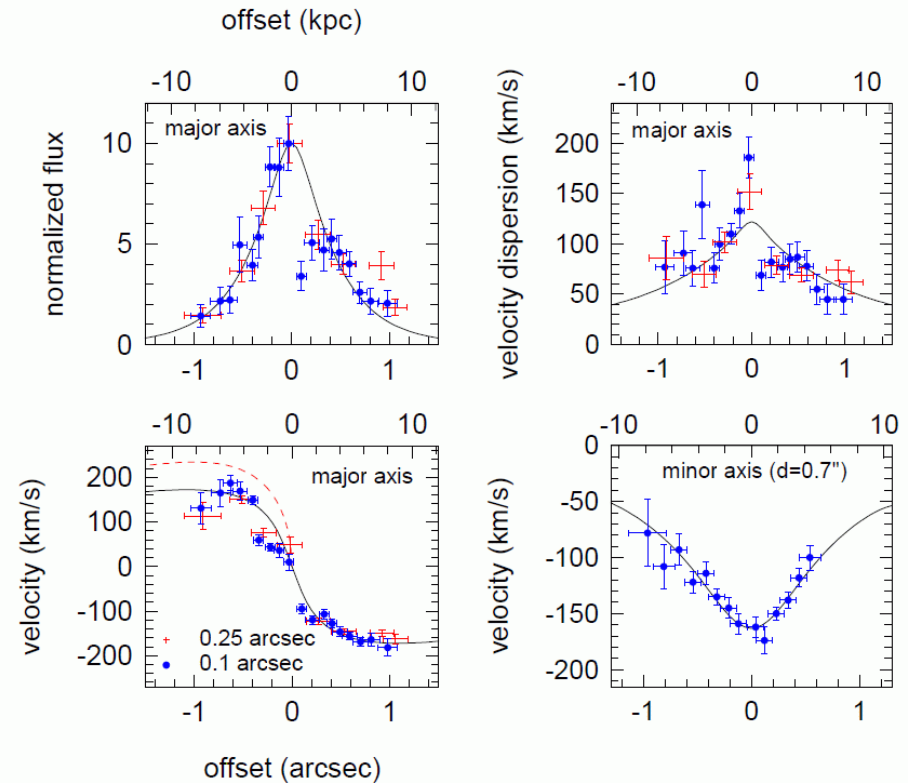 offset (kpc)
-10 0 10
-10 0 10
normalized flux
major axis
10
5
0
-1 0 1
velocity dispersion (km/s)
major axis
200
150
100
50
0
-1 0 1
-10 0 10
-10 0 10
velocity (km/s)
major axis
200
100
0
-100
-200
0.25 arcsec
0.1 arcsec
-1 0 1
velocity (km/s)
minor axis (d=0.7")
0
-50
-100
-150
-200
-1 0 1
offset (arcsec)